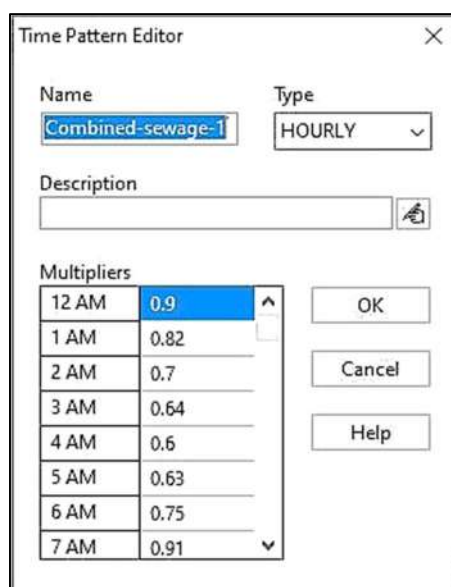 Time Pattern Editor
Name Type
Combined-sewage-1 HOURLY
Description
Multipliers
12 AM 0.9 OK
1 AM 0.82
2 AM 0.7 Cancel
3 AM 0.64
4 AM 0.6 Help
5 AM 0.63
6 AM 0.75
7 AM 0.91